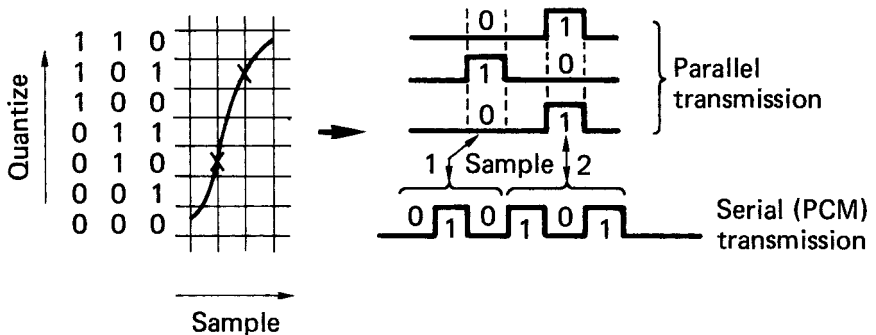 Quantize
1 1 0
1 0 1
1 0 0
0 1 1
0 1 0
0 0 1
0 0 0
Sample
0 1
1 0
0 1
Parallel
transmission
1 Sample 2
0 1 0 1 0 1
Serial (PCM)
transmission